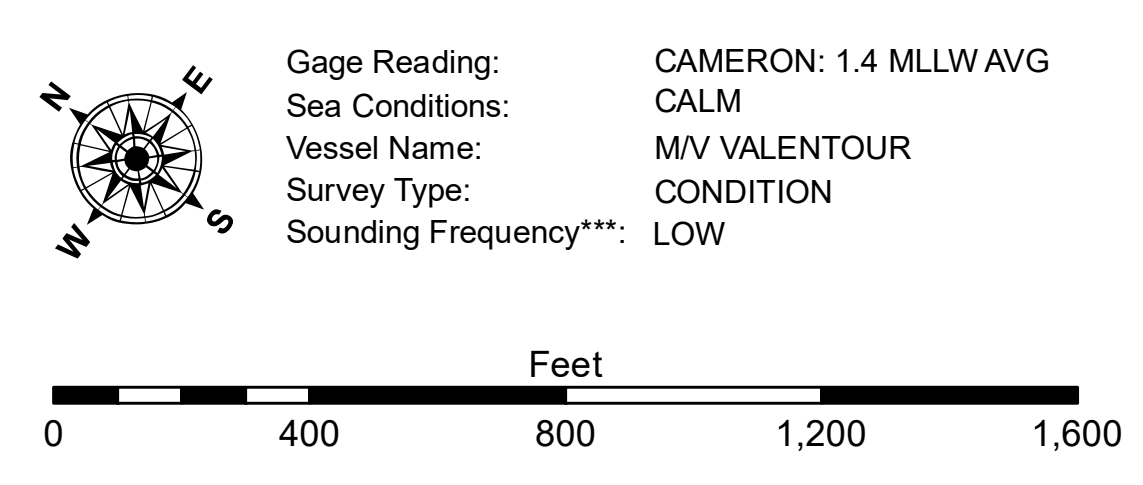 N
E
W
S
Gage Reading: CAMERON: 1.4 MLLW AVG
Sea Conditions: CALM
Vessel Name: M/V VALENTOUR
Survey Type: CONDITION
Sounding Frequency***: LOW
Feet
0 400 800 1,200 1,600